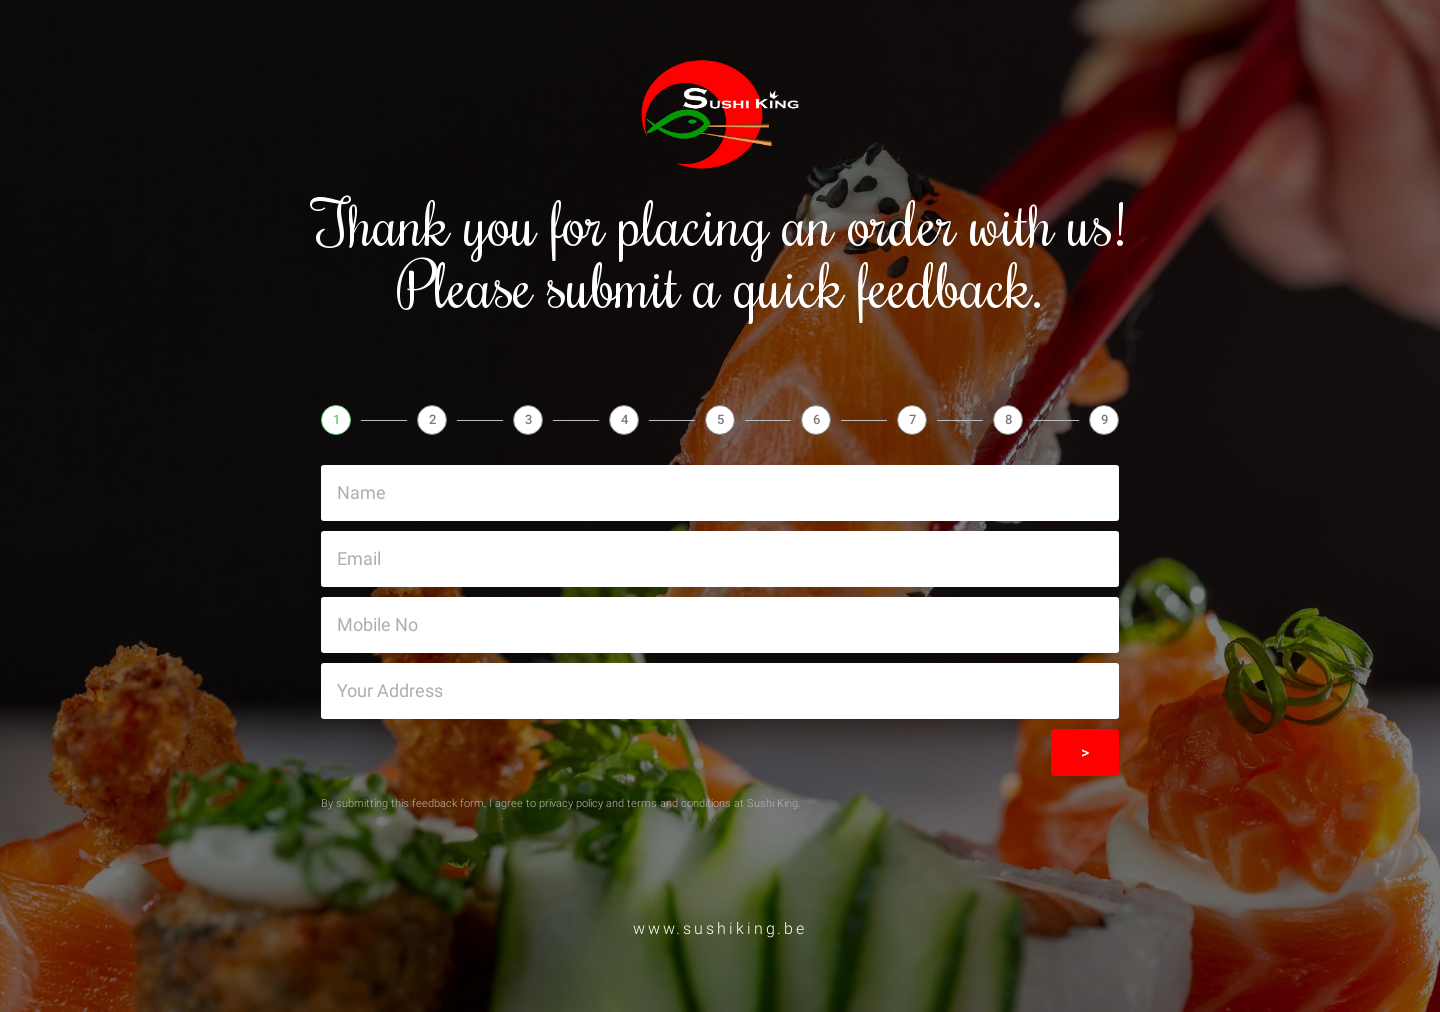 Sushi King
Thank you for placing an order with us!
Please submit a quick feedback.
1 2 3 4 5 6 7 8 9
Name
Email
Mobile No
Your Address
>
By submitting this feedback form, I agree to privacy policy and terms and conditions at Sushi King.
www.sushiking.be